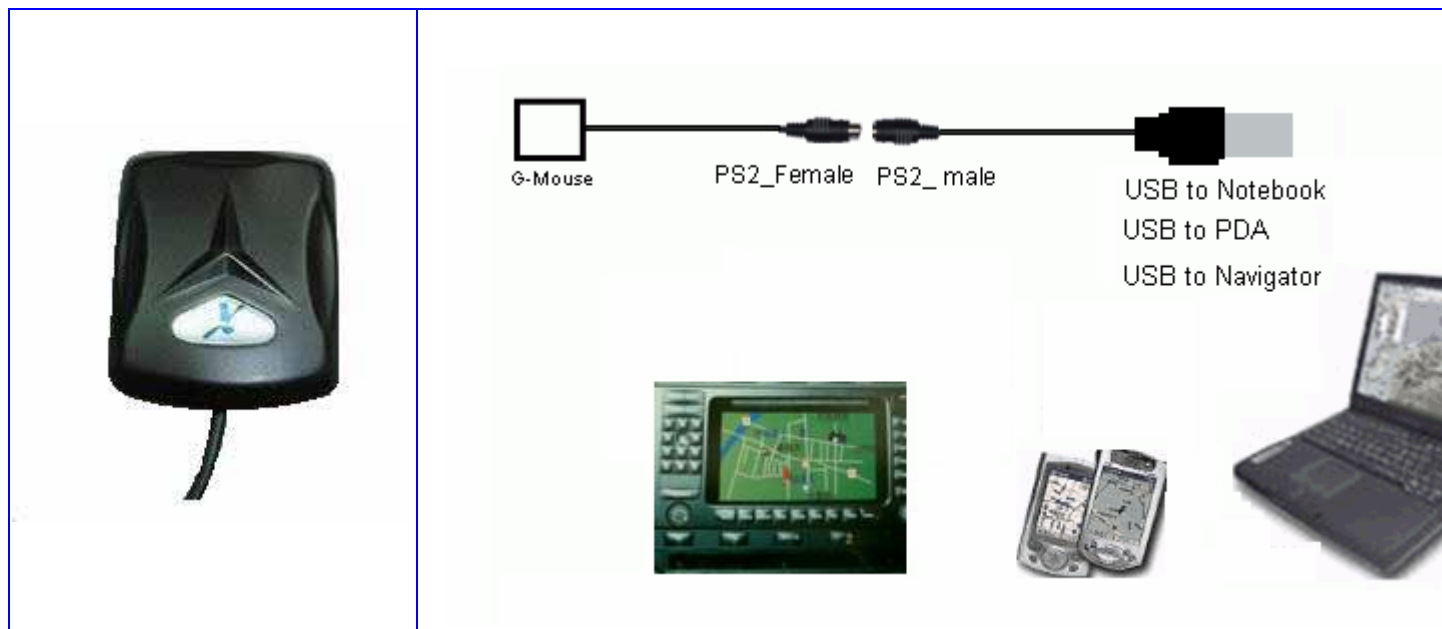 G-Mouse
PS2_Female
PS2_ male
USB to Notebook
USB to PDA
USB to Navigator